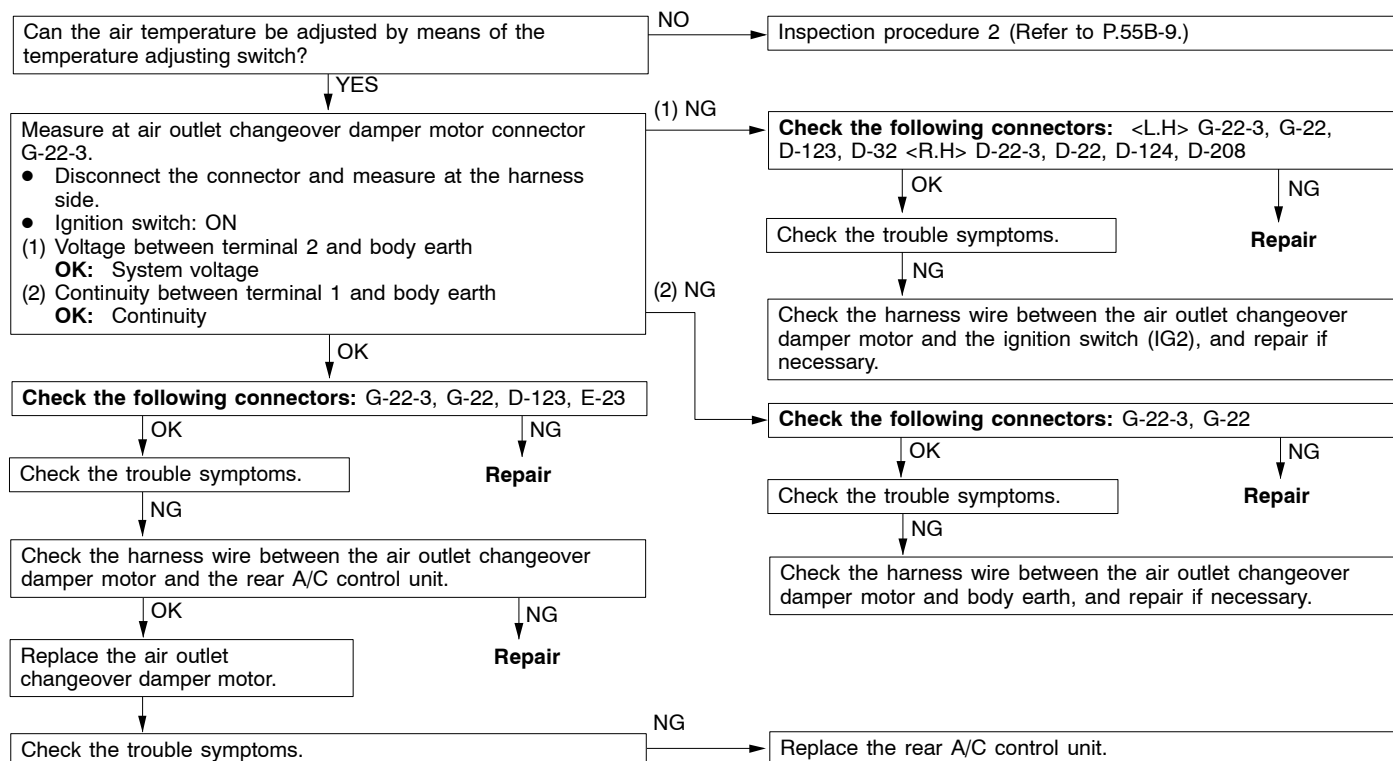 Can the air temperature be adjusted by means of the
temperature adjusting switch?
NO
Inspection procedure 2 (Refer to P.55B-9.)
YES
Measure at air outlet changeover damper motor connector
G-22-3.
● Disconnect the connector and measure at the harness
side.
● Ignition switch: ON
(1) Voltage between terminal 2 and body earth
OK: System voltage
(2) Continuity between terminal 1 and body earth
OK: Continuity
(1) NG
Check the following connectors: <L.H> G-22-3, G-22,
D-123, D-32 <R.H> D-22-3, D-22, D-124, D-208
OK
NG
Check the trouble symptoms.
Repair
NG
Check the harness wire between the air outlet changeover
damper motor and the ignition switch (IG2), and repair if
necessary.
(2) NG
Check the following connectors: G-22-3, G-22
OK
NG
Check the trouble symptoms.
Repair
NG
Check the harness wire between the air outlet changeover
damper motor and body earth, and repair if necessary.
OK
Check the following connectors: G-22-3, G-22, D-123, E-23
OK
NG
Check the trouble symptoms.
Repair
NG
Check the harness wire between the air outlet changeover
damper motor and the rear A/C control unit.
OK
NG
Replace the air outlet
changeover damper motor.
Repair
Check the trouble symptoms.
NG
Replace the rear A/C control unit.